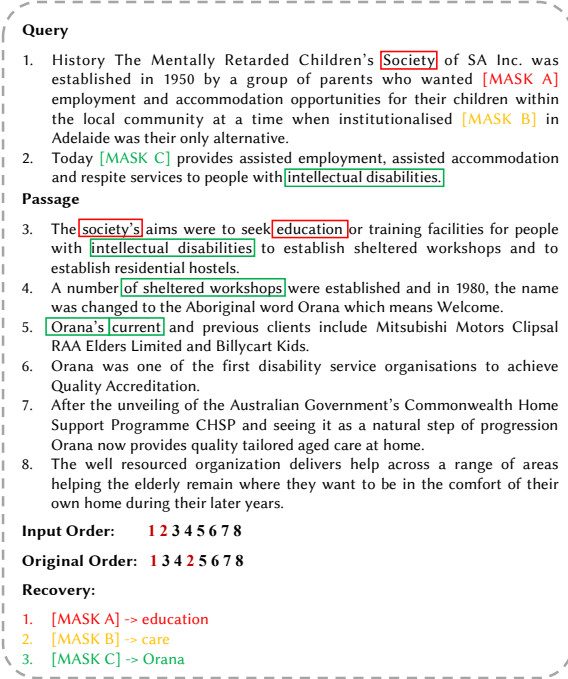 Query
1. History The Mentally Retarded Children's Society of SA Inc. was
established in 1950 by a group of parents who wanted [MASK A]
employment and accommodation opportunities for their children within
the local community at a time when institutionalised [MASK B] in
Adelaide was their only alternative.
2. Today [MASK C] provides assisted employment, assisted accommodation
and respite services to people with intellectual disabilities.
Passage
3. The society's aims were to seek education or training facilities for people
with intellectual disabilities to establish sheltered workshops and to
establish residential hostels.
4. A number of sheltered workshops were established and in 1980, the name
was changed to the Aboriginal word Orana which means Welcome.
5. Orana's current and previous clients include Mitsubishi Motors Clipsal
RAA Elders Limited and Billycart Kids.
6. Orana was one of the first disability service organisations to achieve
Quality Accreditation.
7. After the unveiling of the Australian Government's Commonwealth Home
Support Programme CHSP and seeing it as a natural step of progression
Orana now provides quality tailored aged care at home.
8. The well resourced organization delivers help across a range of areas
helping the elderly remain where they want to be in the comfort of their
own home during their later years.
Input Order: 1 2 3 4 5 6 7 8
Original Order: 1 3 4 2 5 6 7 8
Recovery:
1. [MASK A] -> education
2. [MASK B] -> care
3. [MASK C] -> Orana